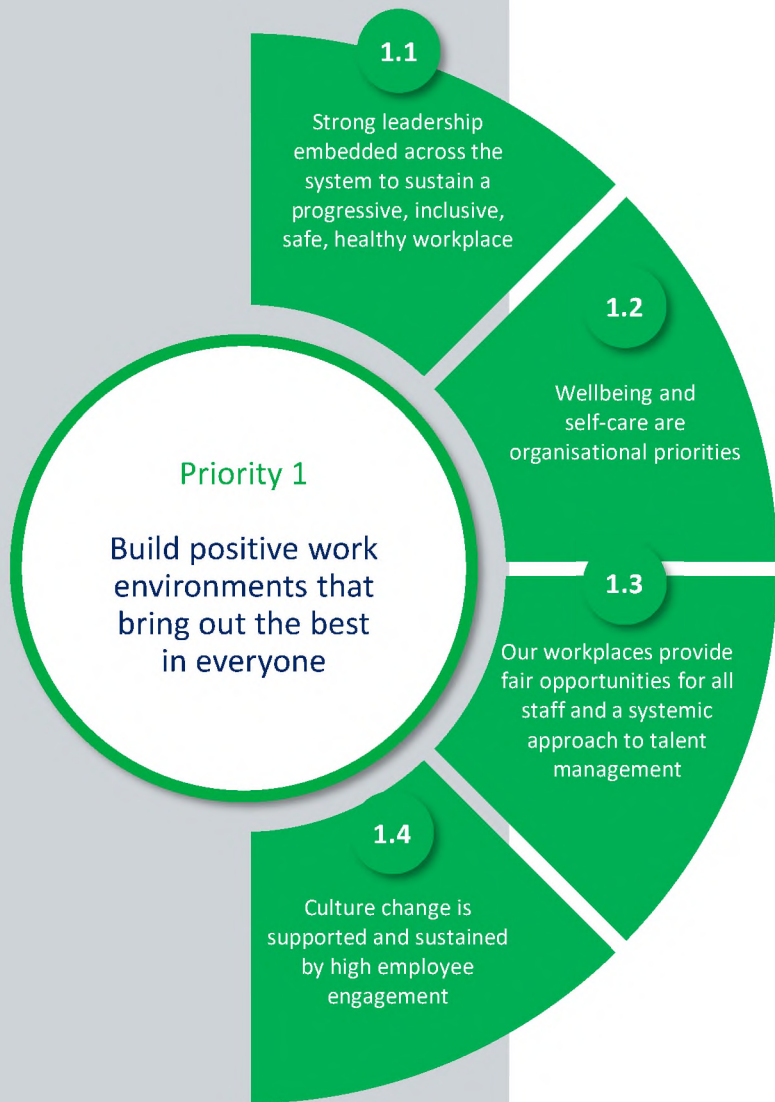 1.1
Strong leadership
embedded across the
system to sustain a
progressive, inclusive,
safe, healthy workplace
1.2
Wellbeing and
self-care are
organisational priorities
Priority 1
Build positive work
environments that
bring out the best
in everyone
1.3
Our workplaces provide
fair opportunities for all
staff and a systemic
approach to talent
management
1.4
Culture change is
supported and sustained
by high employee
engagement